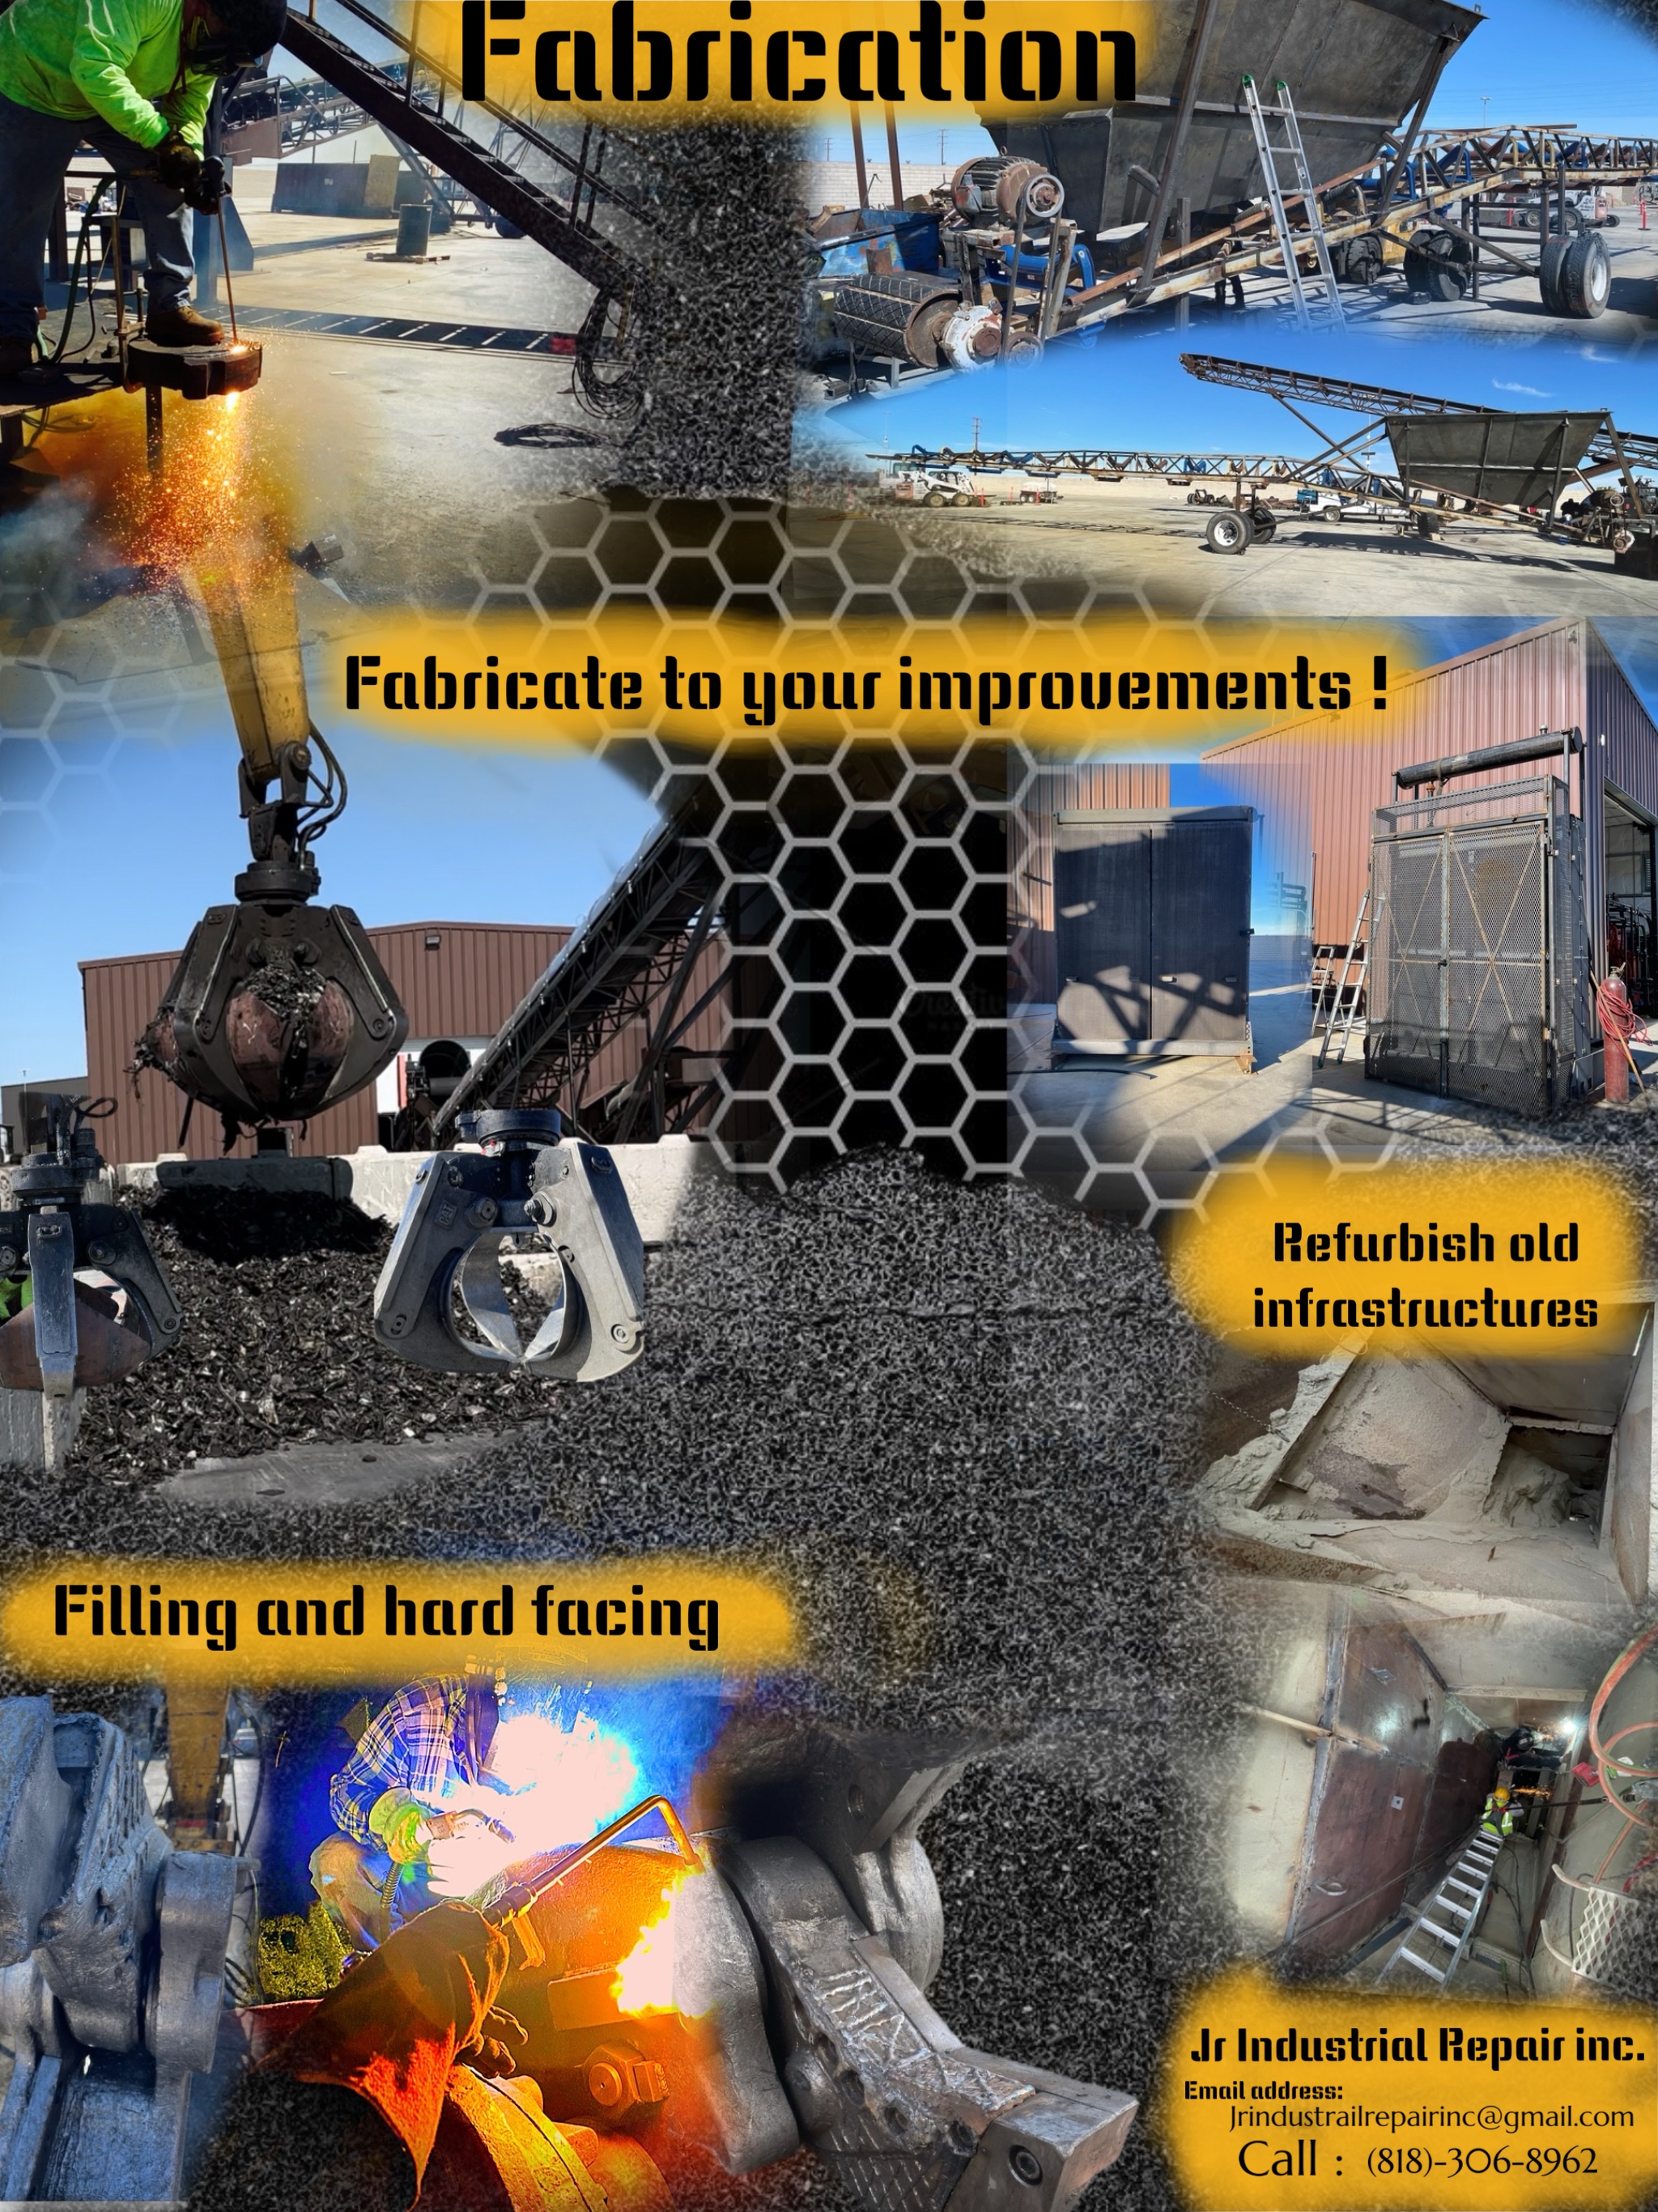 Fabrication
Fabricate to your improvements !
Refurbish old
infrastructures
Filling and hard facing
Jr Industrial Repair inc.
Email address:
Jrindustrailrepairinc@gmail.com
Call : (818)-306-8962